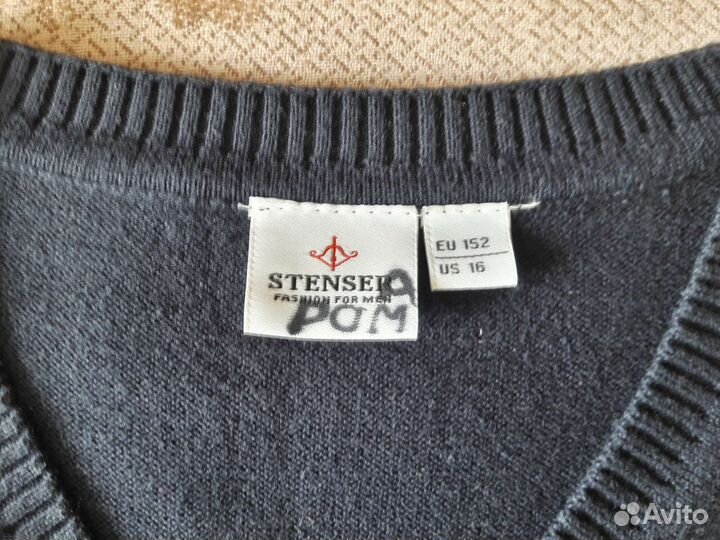 STENSER
FASHION FOR MEN
РОМА
EU 152
US 16
Avito